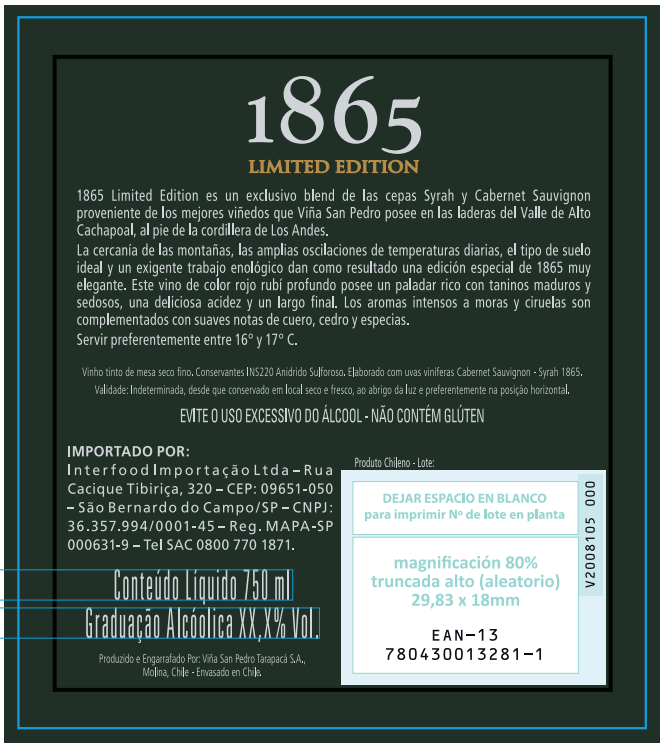 1865
LIMITED EDITION
1865 Limited Edition es un exclusivo blend de las cepas Syrah y Cabernet Sauvignon
proveniente de los mejores viñedos que Viña San Pedro posee en las laderas del Valle de Alto
Cachapoal, al pie de la cordillera de Los Andes.
La cercanía de las montañas, las amplias oscilaciones de temperaturas diarias, el tipo de suelo
ideal y un exigente trabajo enológico dan como resultado una edición especial de 1865 muy
elegante. Este vino de color rojo rubí profundo posee un paladar rico con taninos maduros y
sedosos, una deliciosa acidez y un largo final. Los aromas intensos a moras y ciruelas son
complementados con suaves notas de cuero, cedro y especias.
Servir preferentemente entre 16° y 17° C.
Vinho tinto de mesa seco fino. Conservantes INS220 Anidrido Sulforoso. Elaborado com uvas viníferas Cabernet Sauvignon - Syrah 1865.
Validade: Indeterminada, desde que conservado em local seco e fresco, ao abrigo da luz e preferentemente na posição horizontal.
EVITE O USO EXCESSIVO DO ÁLCOOL - NÃO CONTÉM GLÚTEN
IMPORTADO POR:
Interfood Importação Ltda – Rua
Cacique Tibiriça, 320 – CEP: 09651-050
– São Bernardo do Campo/SP – CNPJ:
36.357.994/0001-45 – Reg. MAPA-SP
000631-9 – Tel SAC 0800 770 1871.
Conteúdo Líquido 750 ml
Graduação Alcóolica XX,X% Vol.
Produzido e Engarrafado Por: Viña San Pedro Tarapacá S.A.,
Molina, Chile - Envasado en Chile.
Produto Chileno - Lote:
DEJAR ESPACIO EN BLANCO
para imprimir Nº de lote en planta
V2008105 000
magnificación 80%
truncada alto (aleatorio)
29,83 x 18mm
EAN-13
780430013281-1